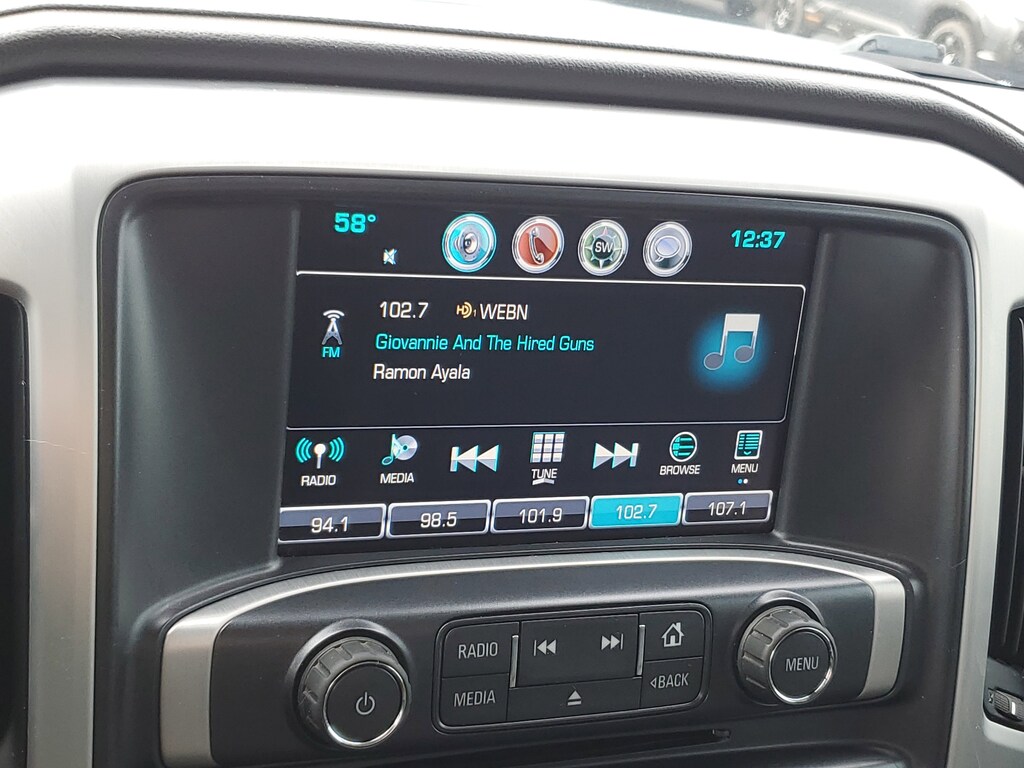 58°
SW
12:37
102.7 HD) WEBN
FM
Giovannie And The Hired Guns
Ramon Ayala
RADIO
MEDIA
TUNE
BROWSE
MENU
94.1
98.5
101.9
102.7
107.1
RADIO
MEDIA
BACK
MENU